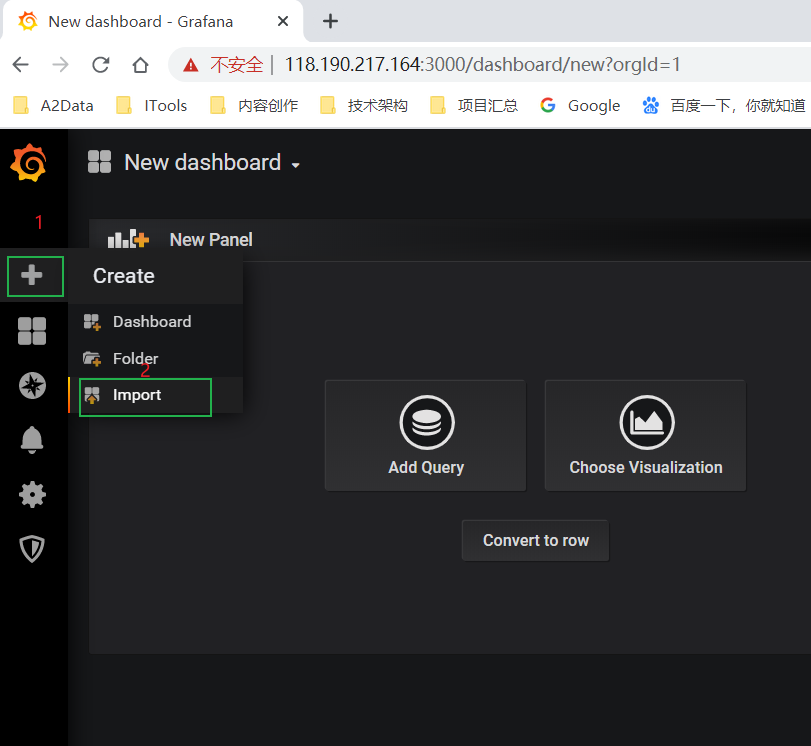 New dashboard - Grafana
不安全 118.190.217.164:3000/dashboard/new?orgId=1
A2Data ITools 内容创作 技术架构 项目汇总 Google 百度一下，你就知道
New dashboard
1
New Panel
Create
Dashboard
Folder
2
Import
Add Query Choose Visualization
Convert to row